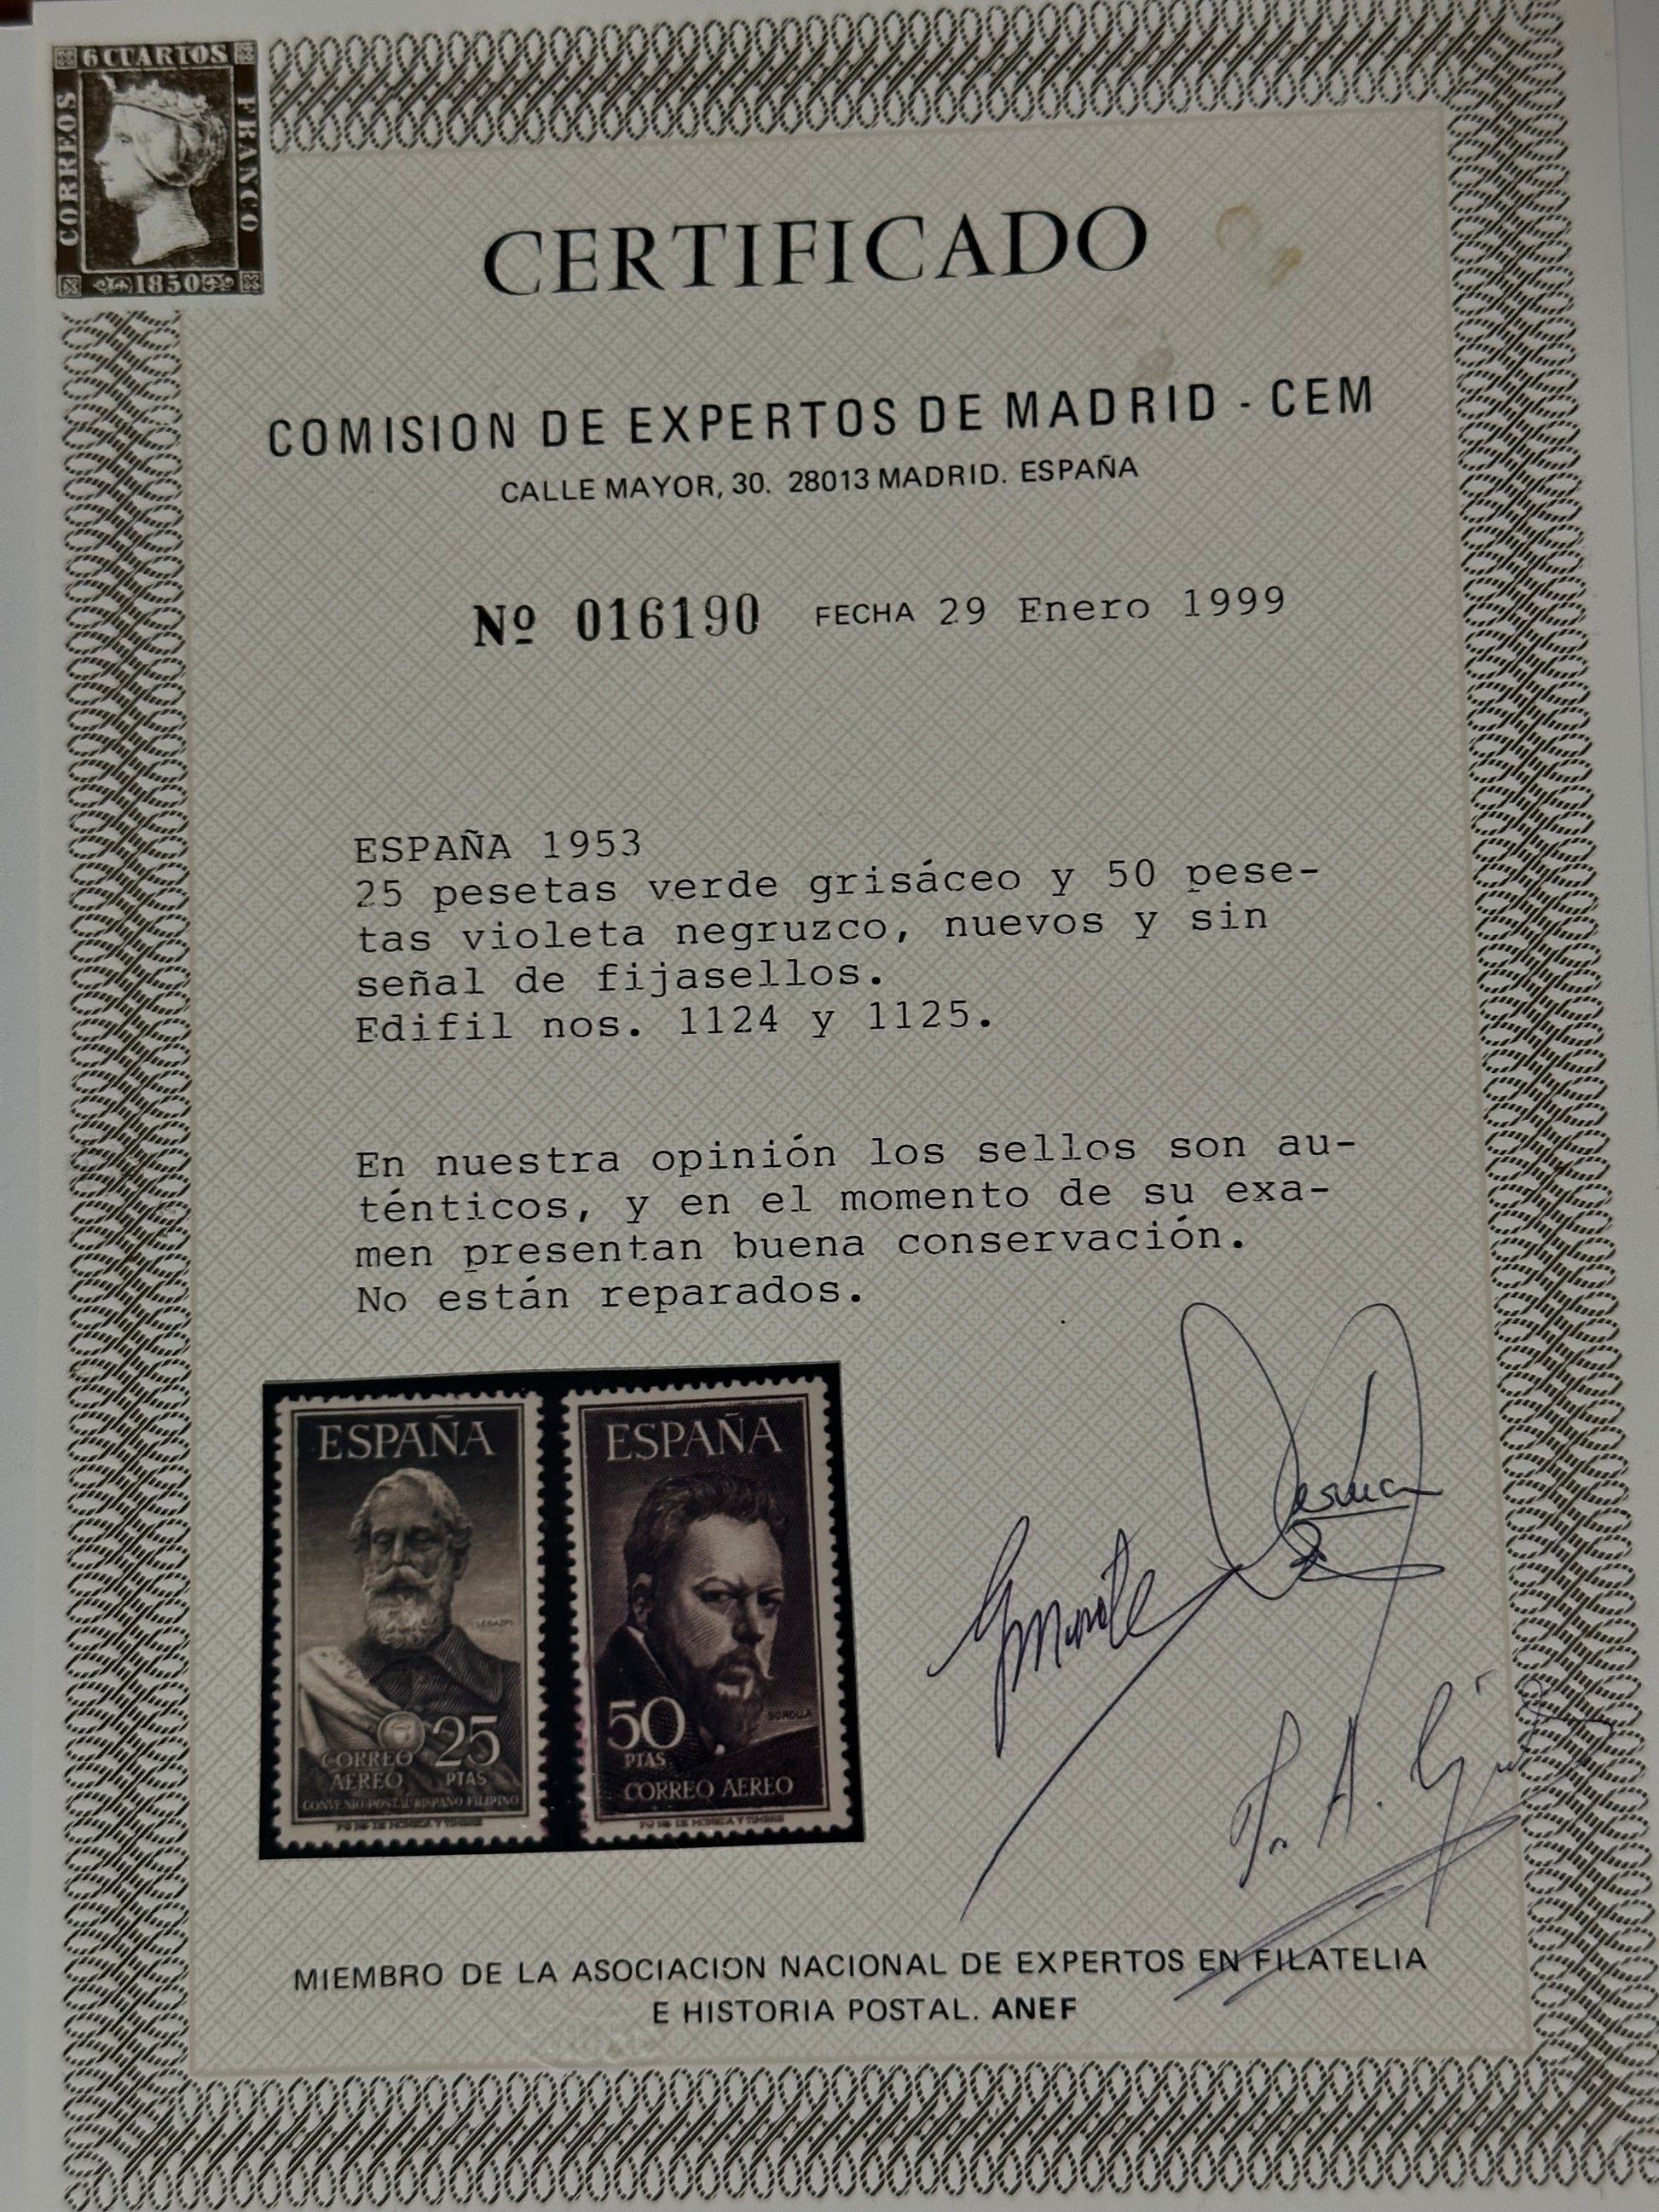 6 CUARTOS
CORREOS
FRANCO
1850
CERTIFICADO
COMISION DE EXPERTOS DE MADRID - CEM
CALLE MAYOR, 30. 28013 MADRID. ESPAÑA
Nº 016190 FECHA 29 Enero 1999
ESPAÑA 1953
25 pesetas verde grisáceo y 50 pese-
tas violeta negruzco, nuevos y sin
señal de fijasellos.
Edifil nos. 1124 y 1125.
En nuestra opinión los sellos son au-
ténticos, y en el momento de su exa-
men presentan buena conservación.
No están reparados.
ESPAÑA
LEGAZPI
CORREO
AEREO
25
PTAS
CONVENIO POSTAL HISPANO FILIPINO
ESPAÑA
50
PTAS
SOROLLA
CORREO AEREO
MIEMBRO DE LA ASOCIACION NACIONAL DE EXPERTOS EN FILATELIA
E HISTORIA POSTAL. ANEF